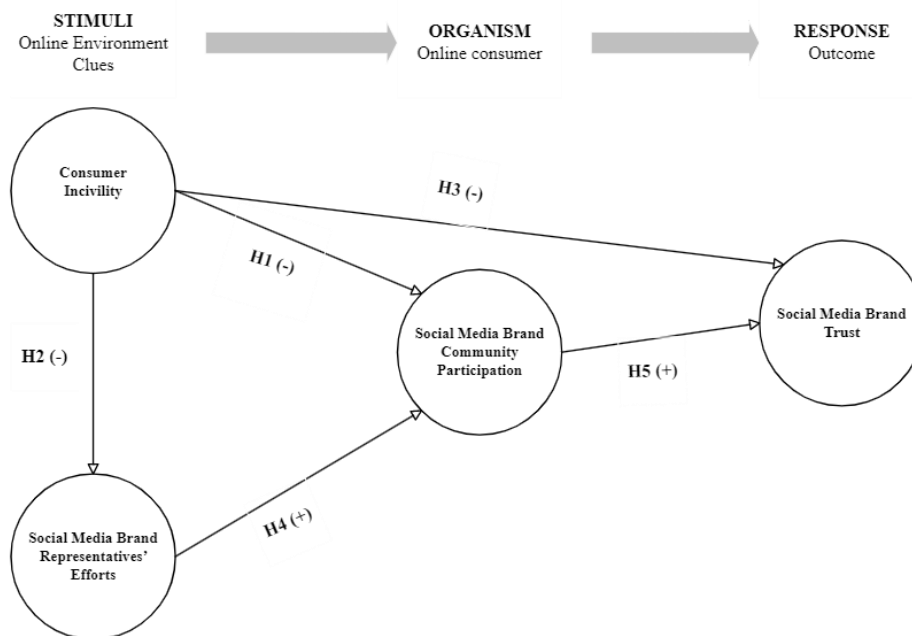 STIMULI
Online Environment
Clues
ORGANISM
Online consumer
RESPONSE
Outcome
Consumer
Incivility
H3 (-)
H1 (-)
Social Media Brand
Trust
Social Media Brand
Community
Participation
H2 (-)
H5 (+)
H4 (+)
Social Media Brand
Representatives’
Efforts